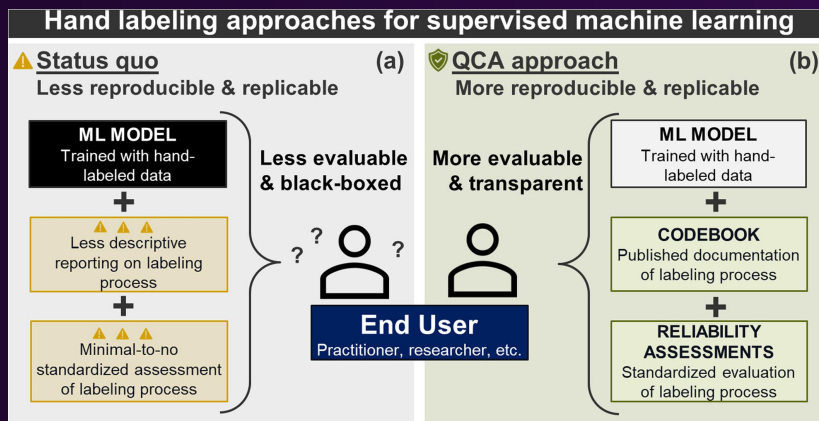 Hand labeling approaches for supervised machine learning
Status quo (a)
Less reproducible & replicable
ML MODEL
Trained with hand-
labeled data
+
Less descriptive
reporting on labeling
process
+
Minimal-to-no
standardized assessment
of labeling process
Less evaluable
& black-boxed
? ? ?
End User
Practitioner, researcher, etc.
QCA approach (b)
More reproducible & replicable
More evaluable
& transparent
ML MODEL
Trained with hand-
labeled data
+
CODEBOOK
Published documentation
of labeling process
+
RELIABILITY
ASSESSMENTS
Standardized evaluation
of labeling process